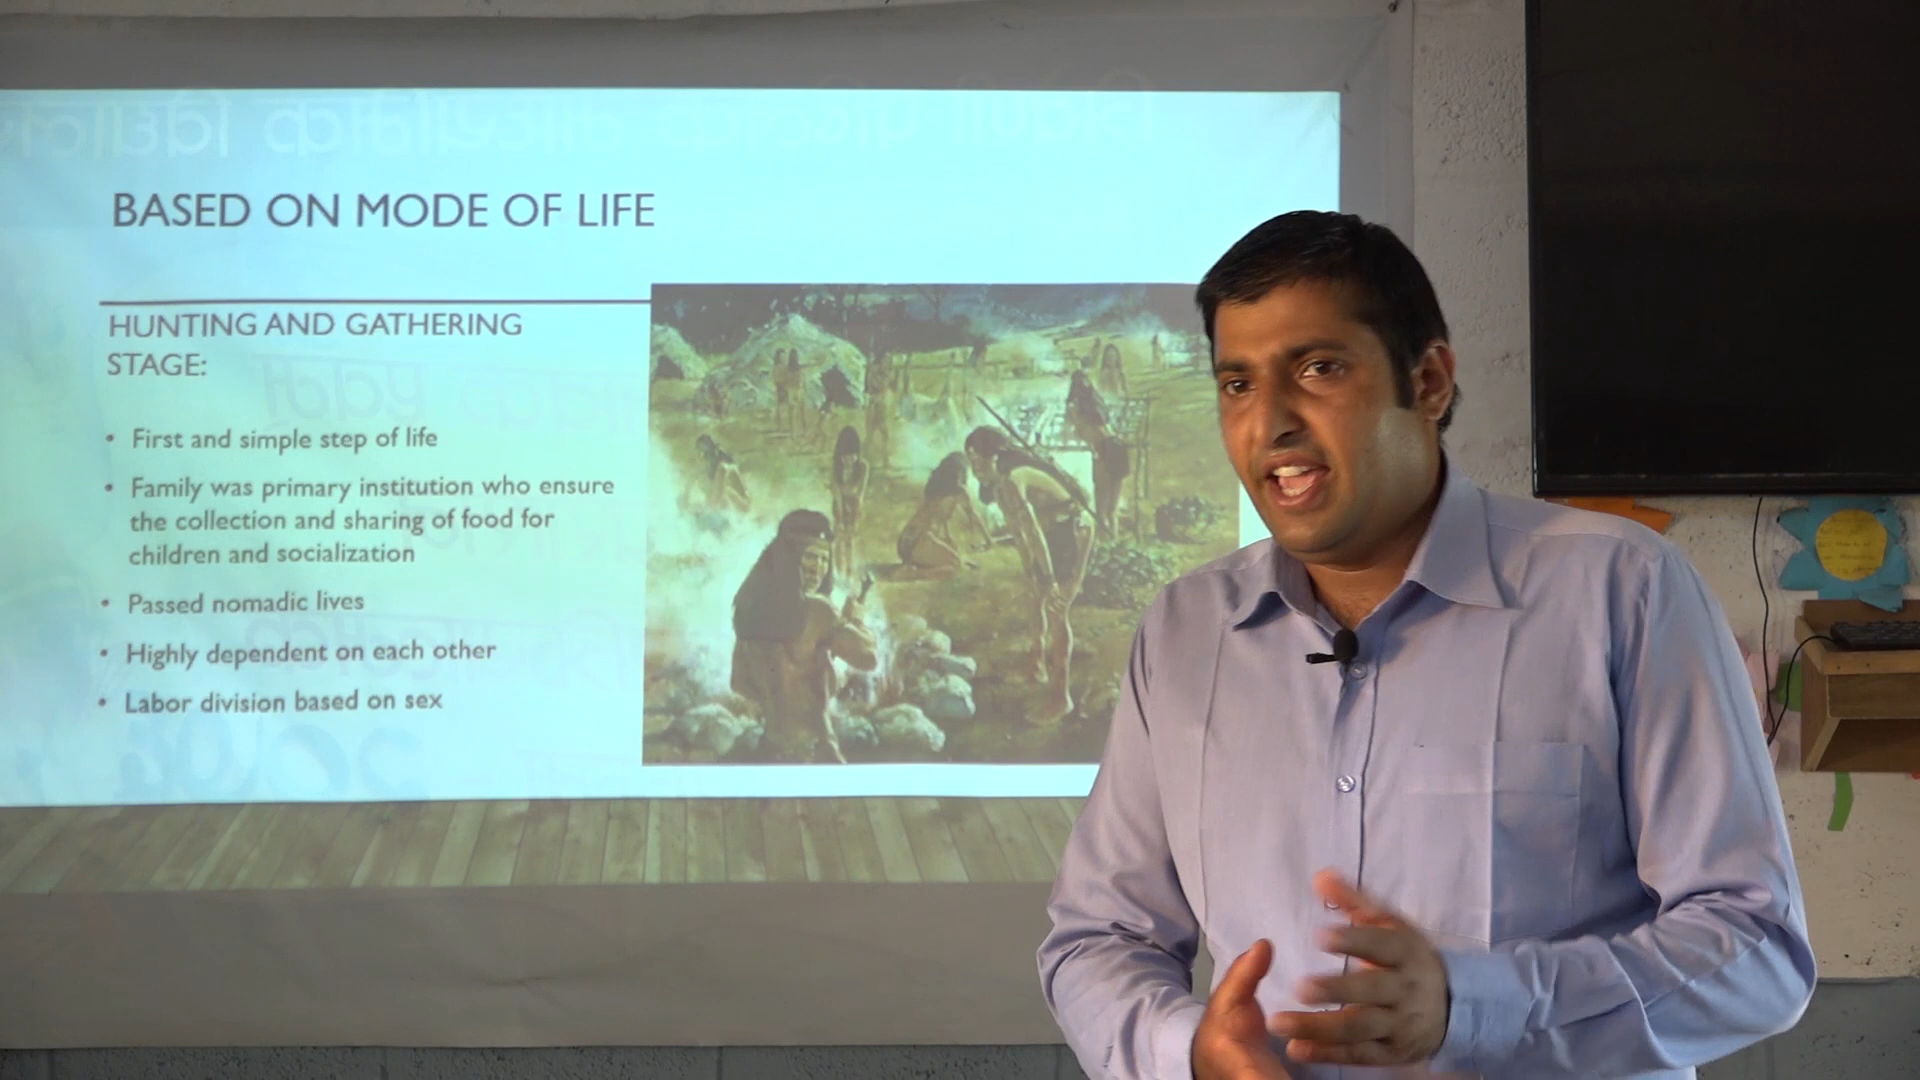 BASED ON MODE OF LIFE
HUNTING AND GATHERING
STAGE:
• First and simple step of life
• Family was primary institution who ensure
the collection and sharing of food for
children and socialization
• Passed nomadic lives
• Highly dependent on each other
• Labor division based on sex